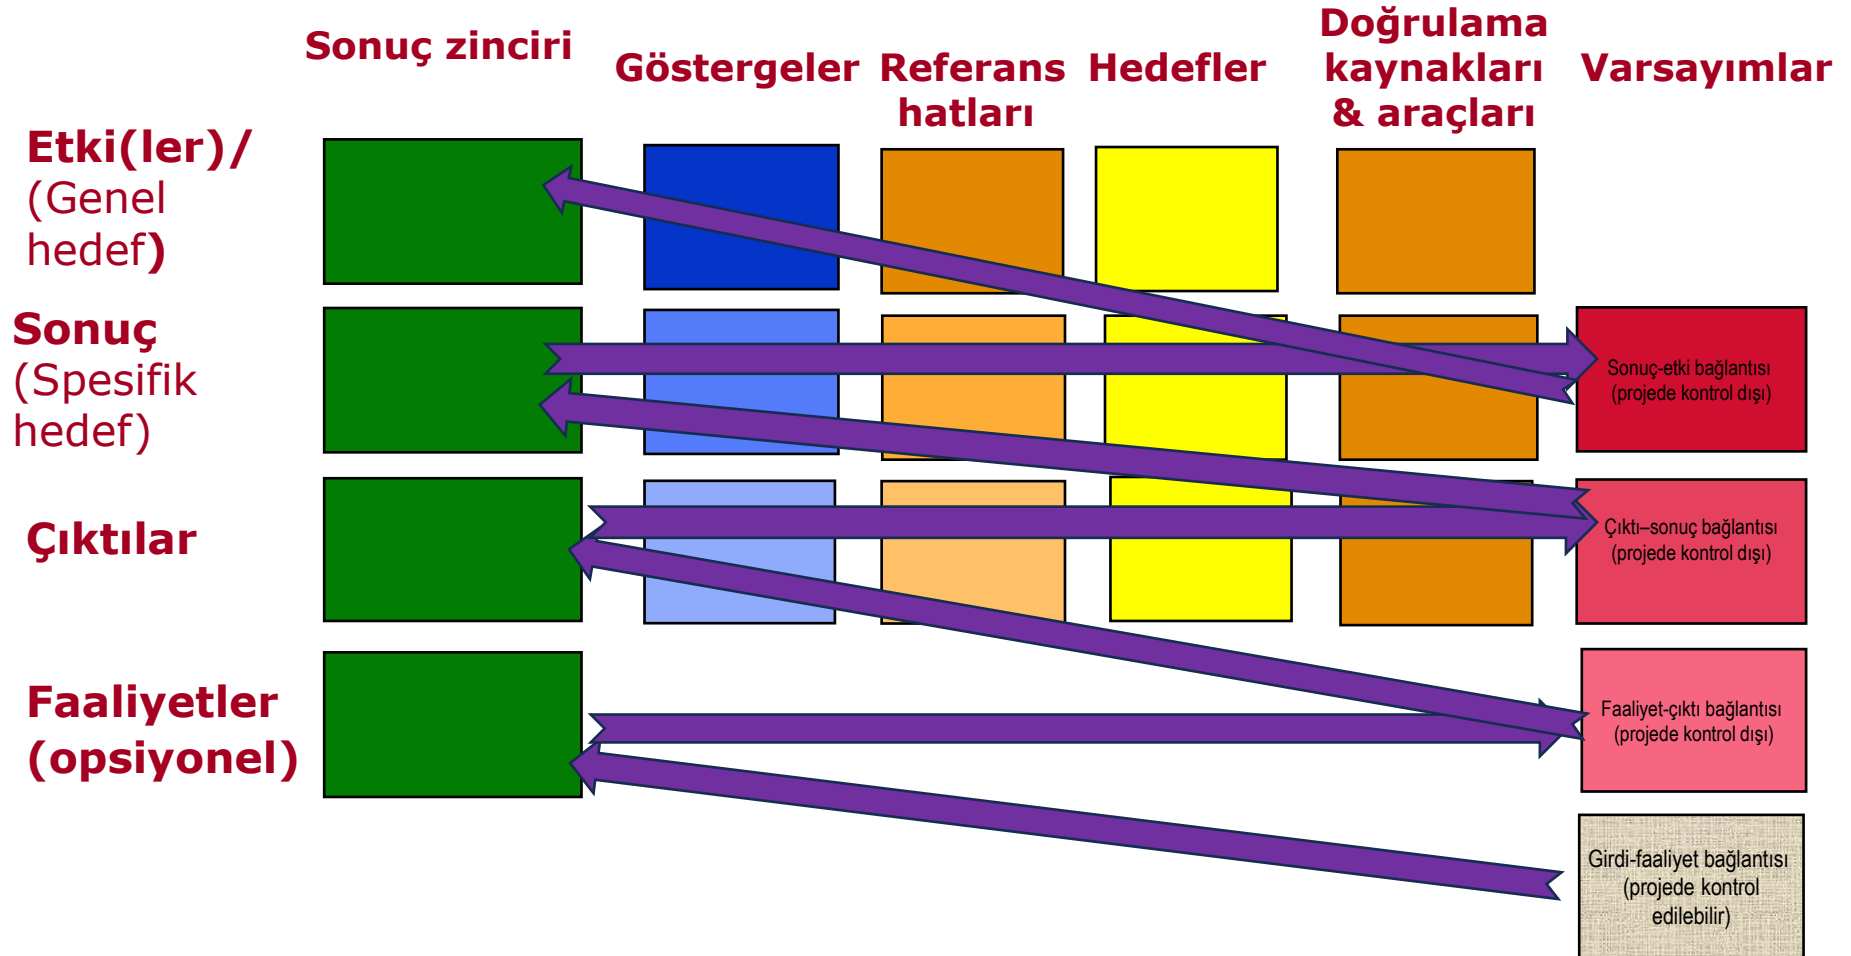 Sonuç zinciri
Göstergeler
Referans
hatları
Hedefler
Doğrulama
kaynakları
& araçları
Varsayımlar
Etki(ler)/
(Genel
hedef)
Sonuç
(Spesifik
hedef)
Sonuç-etki bağlantısı
(projede kontrol dışı)
Çıktılar
Çıktı–sonuç bağlantısı
(projede kontrol dışı)
Faaliyetler
(opsiyonel)
Faaliyet-çıktı bağlantısı
(projede kontrol dışı)
Girdi-faaliyet bağlantısı
(projede kontrol
edilebilir)